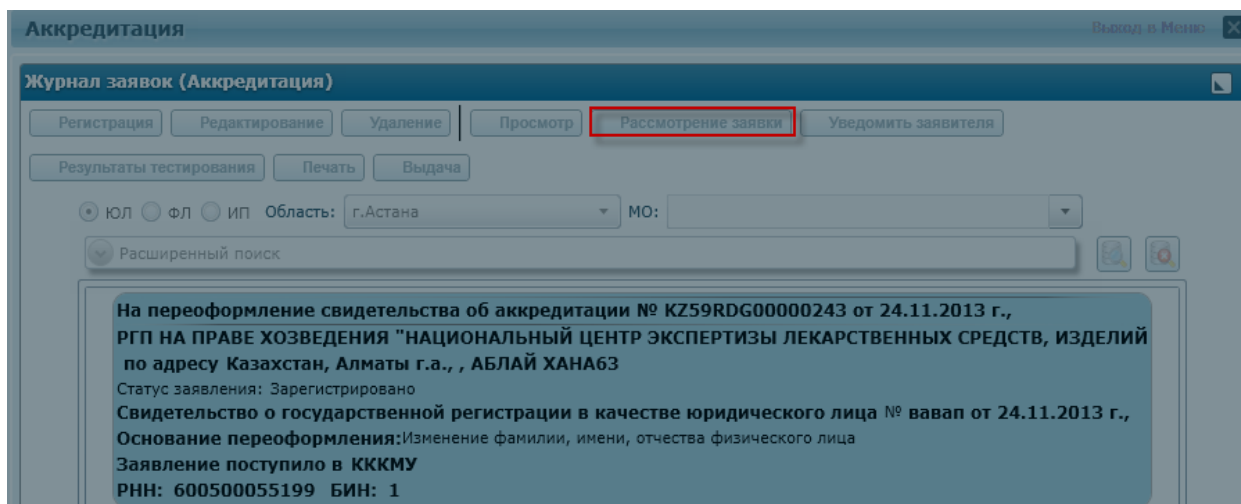 Аккредитация Выход в Меню
Журнал заявок (Аккредитация)
Регистрация Редактирование Удаление Просмотр Рассмотрение заявки Уведомить заявителя
Результаты тестирования Печать Выдача
ЮЛ ФЛ ИП Область: г.Астана МО:
Расширенный поиск
На переоформление свидетельства об аккредитации № KZ59RDG00000243 от 24.11.2013 г.,
РГП НА ПРАВЕ ХОЗВЕДЕНИЯ "НАЦИОНАЛЬНЫЙ ЦЕНТР ЭКСПЕРТИЗЫ ЛЕКАРСТВЕННЫХ СРЕДСТВ, ИЗДЕЛИЙ
по адресу Казахстан, Алматы г.а., , АБЛАЙ ХАНА63
Статус заявления: Зарегистрировано
Свидетельство о государственной регистрации в качестве юридического лица № вавап от 24.11.2013 г.,
Основание переоформления:Изменение фамилии, имени, отчества физического лица
Заявление поступило в КККМУ
РНН: 600500055199 БИН: 1